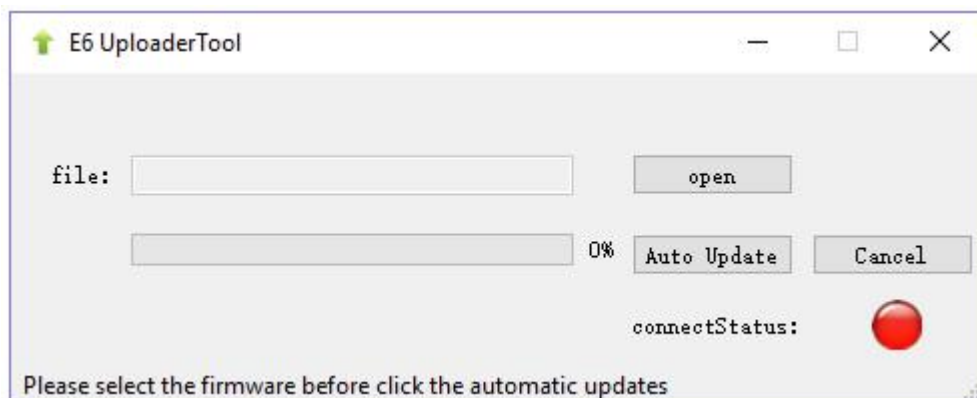 E6 UploaderTool
file:
open
0%
Auto Update
Cancel
connectStatus:
Please select the firmware before click the automatic updates